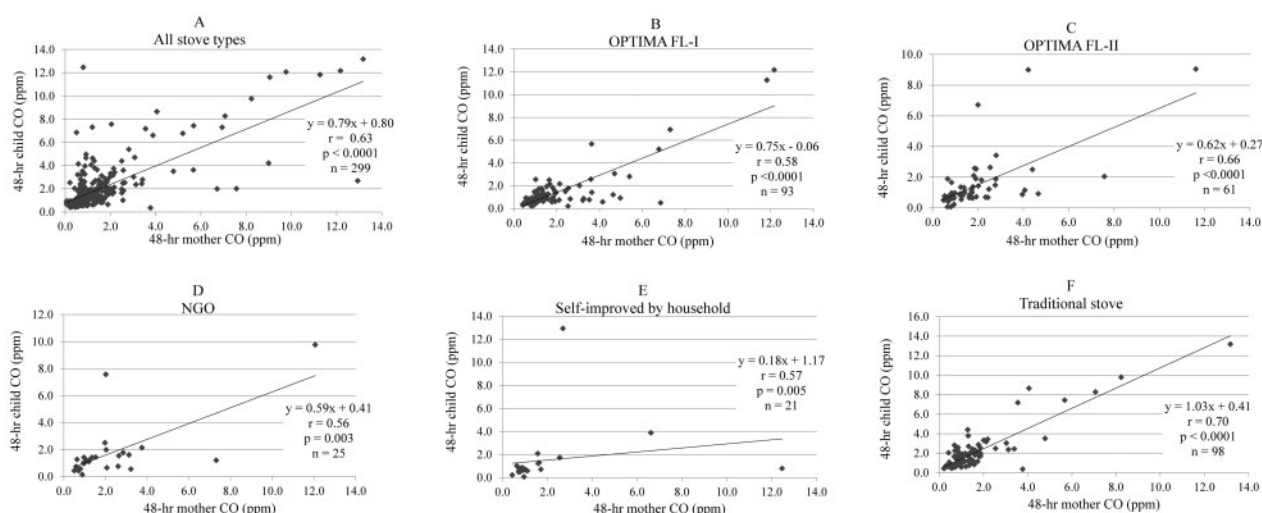 A
All stove types
48-hr child CO (ppm)
14.0
12.0
10.0
8.0
6.0
4.0
2.0
0.0
y = 0.79x + 0.80
r = 0.63
p < 0.0001
n = 299
0.0 2.0 4.0 6.0 8.0 10.0 12.0 14.0
48-hr mother CO (ppm)
B
OPTIMA FL-I
48-hr child CO (ppm)
14.0
12.0
10.0
8.0
6.0
4.0
2.0
0.0
y = 0.75x - 0.06
r = 0.58
p <0.0001
n = 93
0.0 2.0 4.0 6.0 8.0 10.0 12.0 14.0
48-hr mother CO (ppm)
C
OPTIMA FL-II
48-hr child CO (ppm)
10.0
8.0
6.0
4.0
2.0
0.0
y = 0.62x + 0.27
r = 0.66
p <0.0001
n = 61
0.0 2.0 4.0 6.0 8.0 10.0 12.0 14.0
48-hr mother CO (ppm)
D
NGO
48-hr child CO (ppm)
14.0
12.0
10.0
8.0
6.0
4.0
2.0
0.0
y = 0.59x + 0.41
r = 0.56
p = 0.003
n = 25
0.0 2.0 4.0 6.0 8.0 10.0 12.0 14.0
48-hr mother CO (ppm)
E
Self-improved by household
48-hr child CO (ppm)
14.0
12.0
10.0
8.0
6.0
4.0
2.0
0.0
y = 0.18x + 1.17
r = 0.57
p = 0.005
n = 21
0.0 2.0 4.0 6.0 8.0 10.0 12.0 14.0
48-hr mother CO (ppm)
F
Traditional stove
48-hr child CO (ppm)
16.0
14.0
12.0
10.0
8.0
6.0
4.0
2.0
0.0
y = 1.03x + 0.41
r = 0.70
p < 0.0001
n = 98
0.0 2.0 4.0 6.0 8.0 10.0 12.0 14.0
48-hr mother CO (ppm)